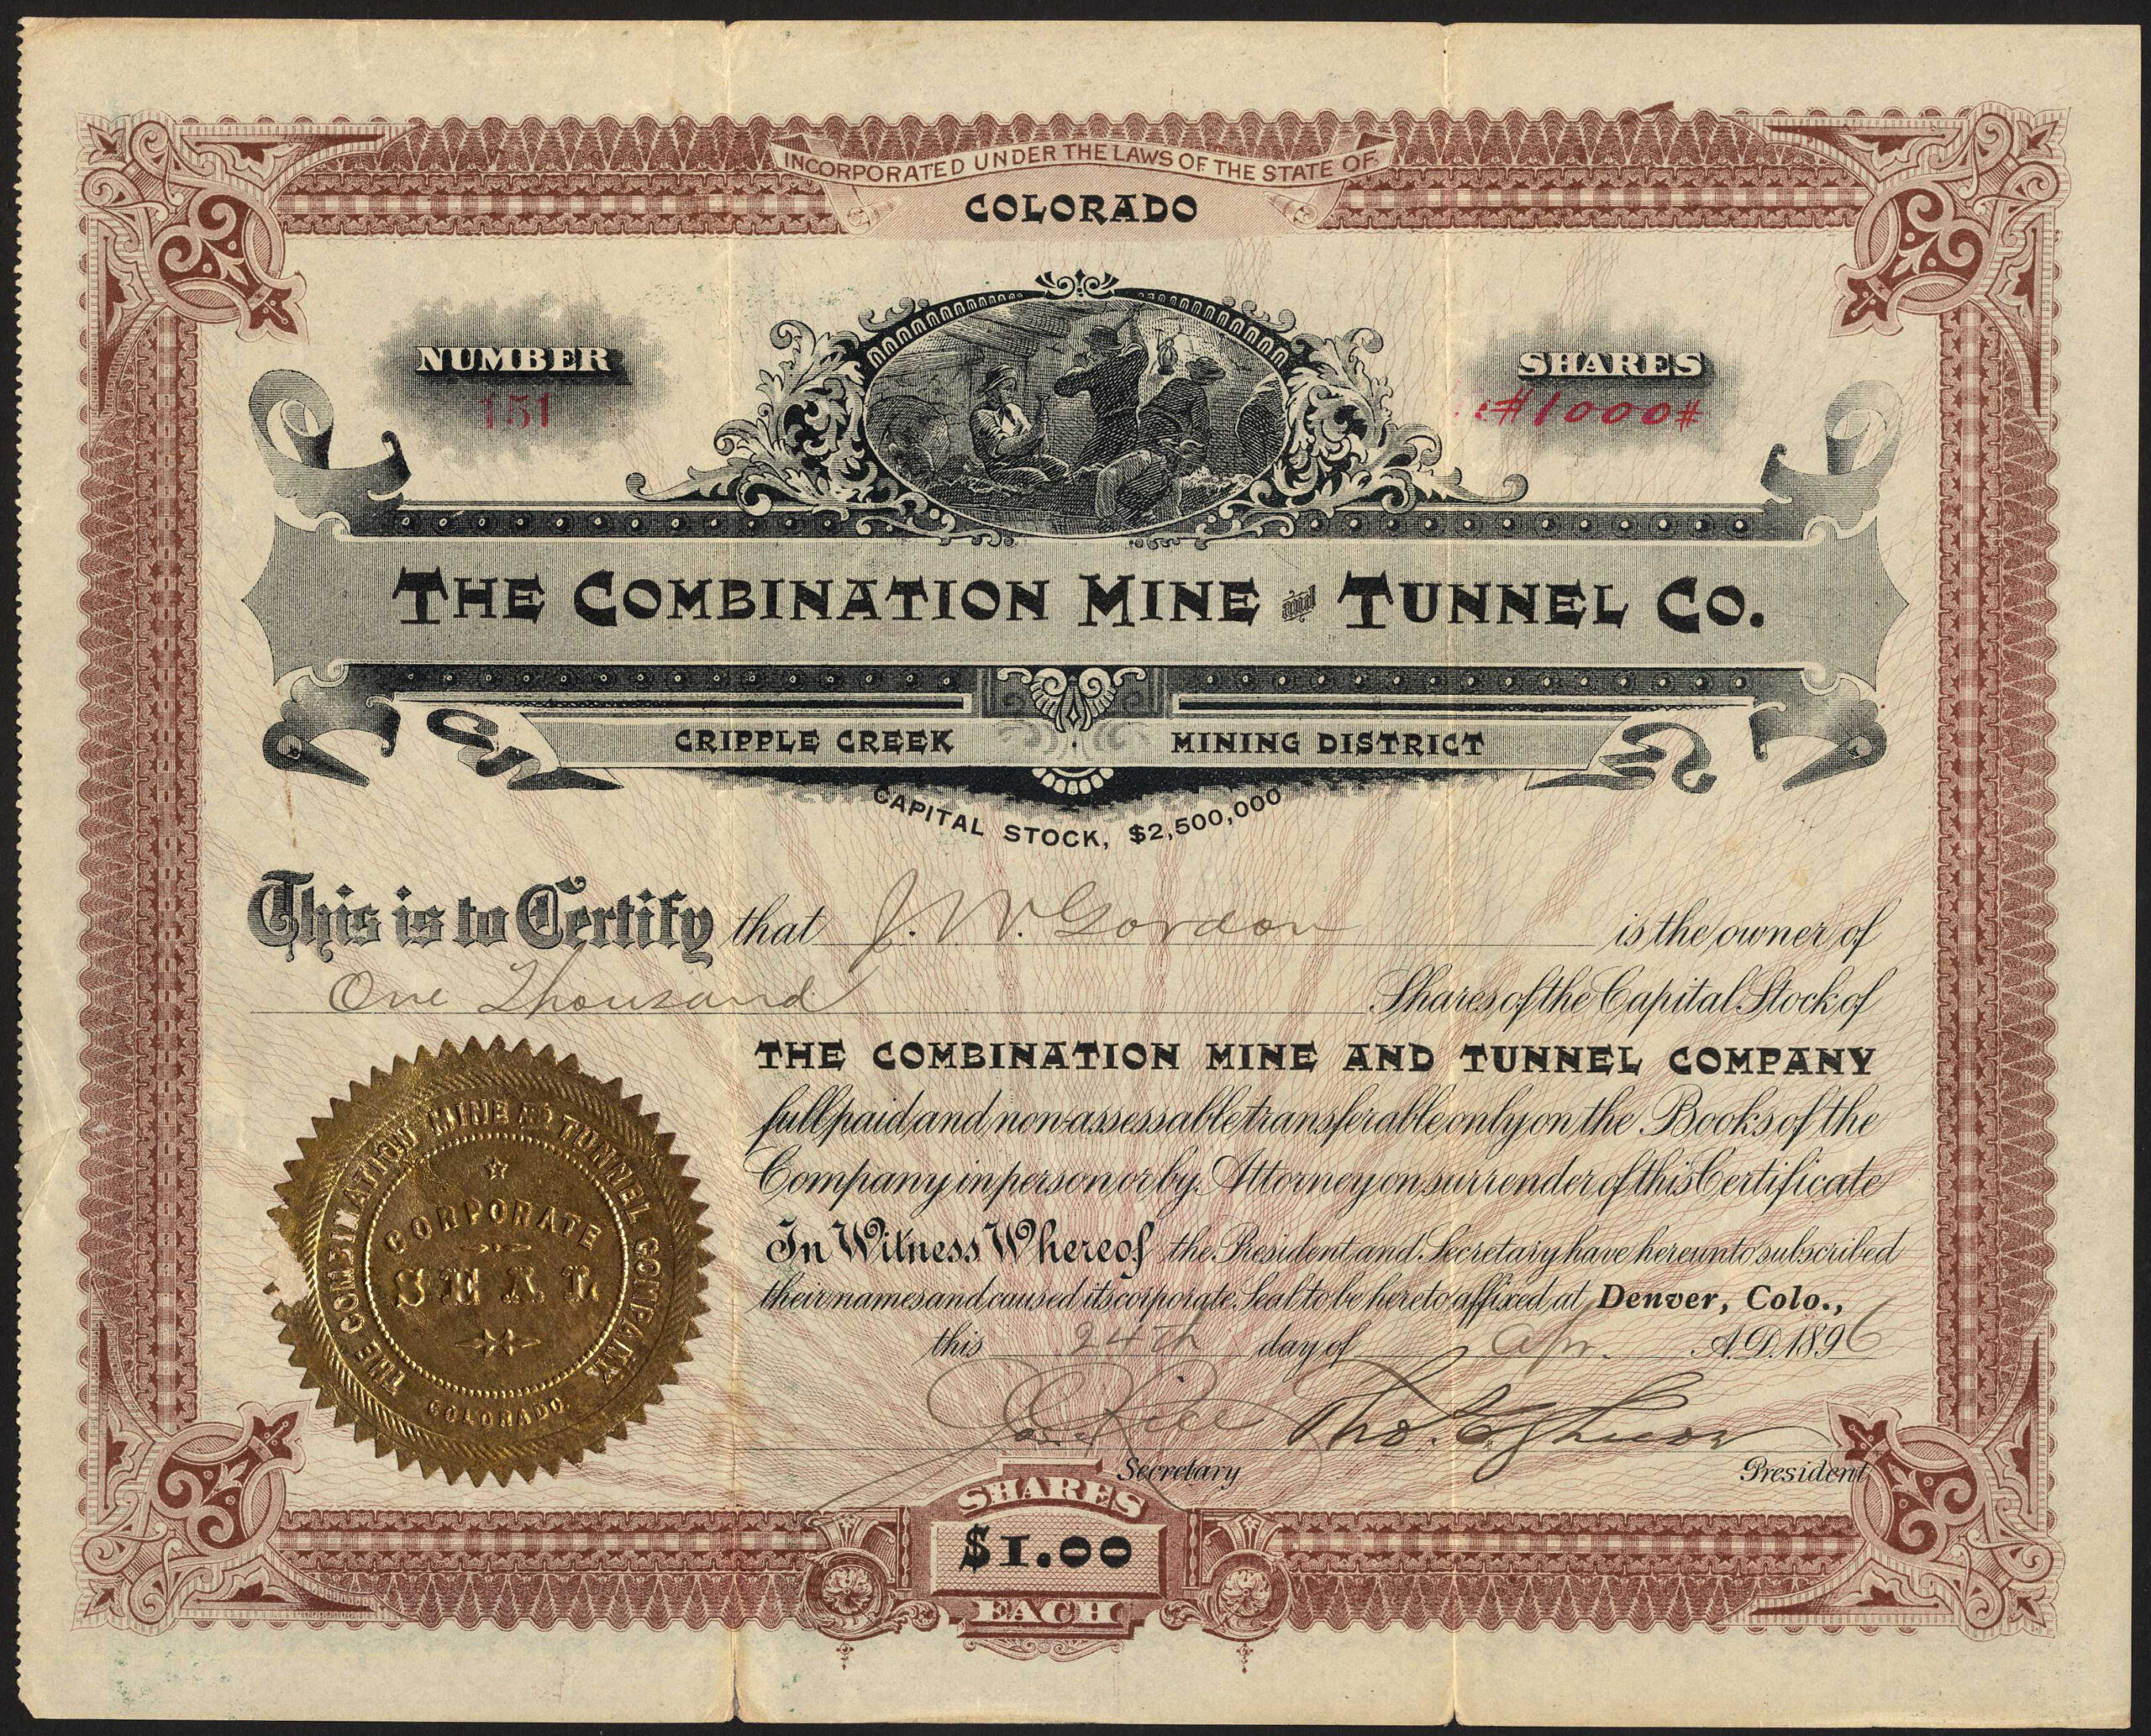 INCORPORATED UNDER THE LAWS OF THE STATE OF
COLORADO
NUMBER
151
SHARES
#1000#
THE COMBINATION MINE and TUNNEL CO.
CRIPPLE CREEK MINING DISTRICT
CAPITAL STOCK, $2,500,000
This is to Certify that J. W. Gordon is the owner of
One Thousand Shares of the Capital Stock of
THE COMBINATION MINE AND TUNNEL COMPANY
full paid and non-assessable transferable only on the Books of the
Company in person or by Attorney on surrender of this Certificate
In Witness Whereof the President and Secretary have hereunto subscribed
their names and caused its corporate Seal to be hereto affixed at Denver, Colo.,
this 24th day of Apr. A.D. 1896
Secretary
President
THE COMBINATION MINE AND TUNNEL COMPANY
CORPORATE
SEAL
COLORADO.
SHARES
$1.00
EACH